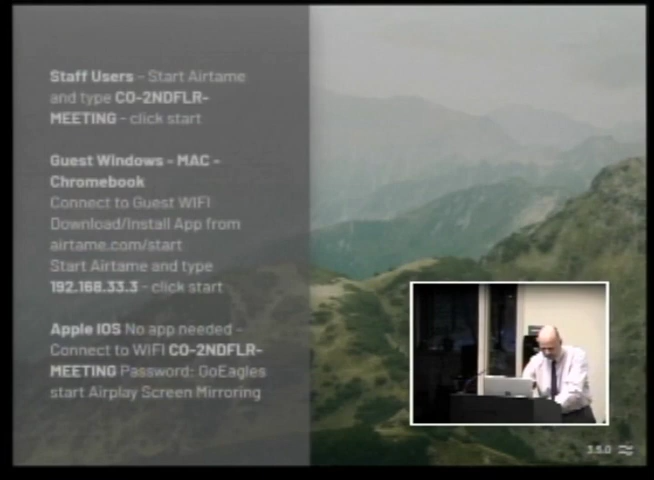 Staff Users - Start Airtame
and type CO-2NDFLR-
MEETING - click start
Guest Windows - MAC -
Chromebook
Connect to Guest WIFI
Download/Install App from
airtame.com/start
Start Airtame and type
192.168.33.3 - click start
Apple IOS No app needed -
Connect to WIFI CO-2NDFLR-
MEETING Password: GoEagles
start Airplay Screen Mirroring
3.5.0